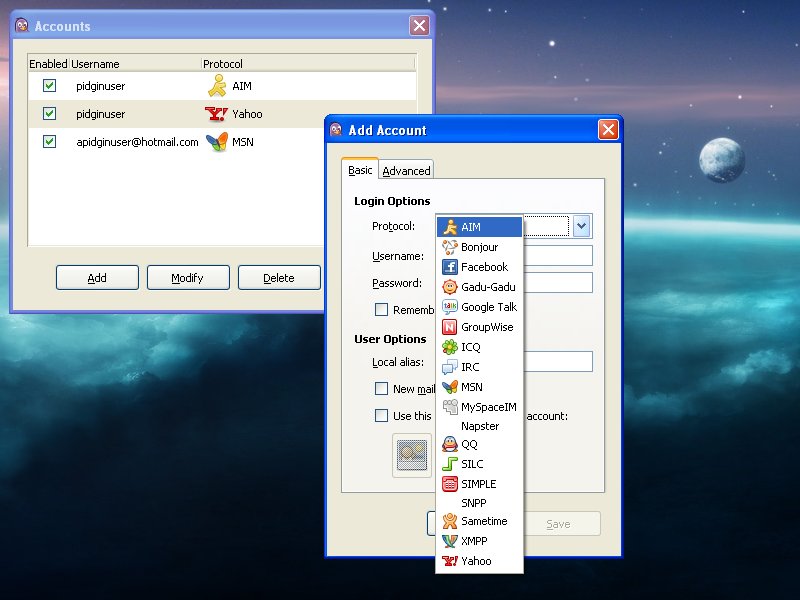 Accounts
Enabled Username Protocol
pidginuser AIM
pidginuser Yahoo
apidginuser@hotmail.com MSN
Add Modify Delete
Add Account
Basic Advanced
Login Options
Protocol:
Username:
Password:
Rememb
User Options
Local alias:
New mail
Use this account:
Save
AIM
Bonjour
Facebook
Gadu-Gadu
Google Talk
GroupWise
ICQ
IRC
MSN
MySpaceIM
Napster
QQ
SILC
SIMPLE
SNPP
Sametime
XMPP
Yahoo